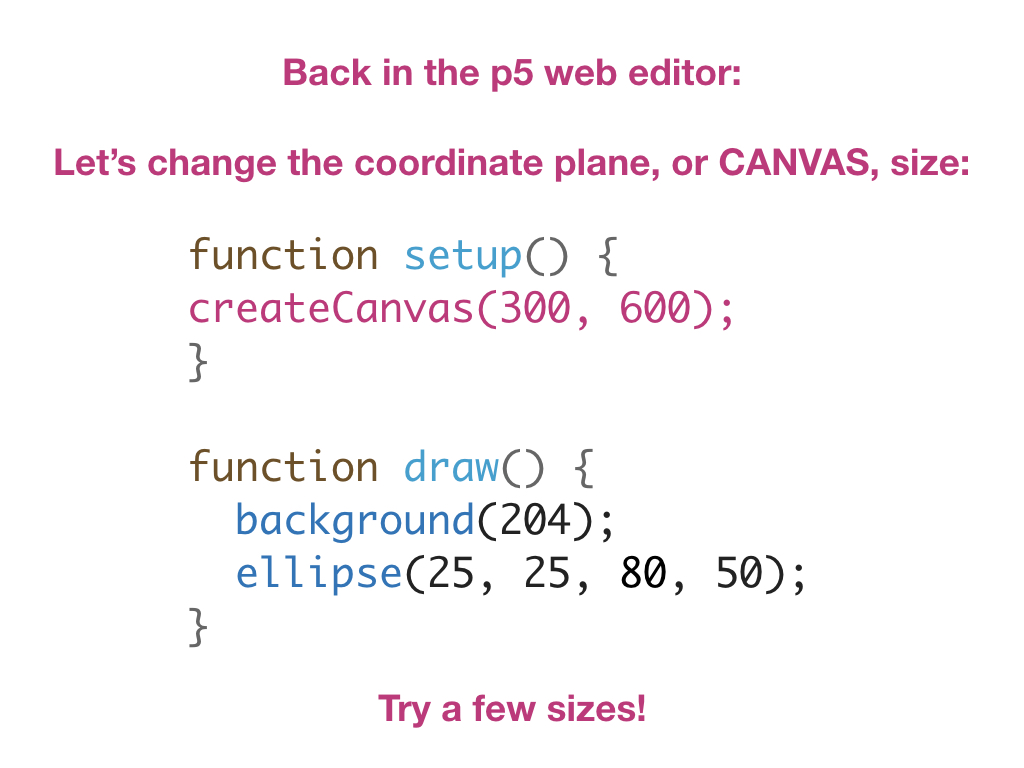 Back in the p5 web editor:
Let’s change the coordinate plane, or CANVAS, size:
function setup() {
createCanvas(300, 600);
}
function draw() {
  background(204);
  ellipse(25, 25, 80, 50);
}
Try a few sizes!